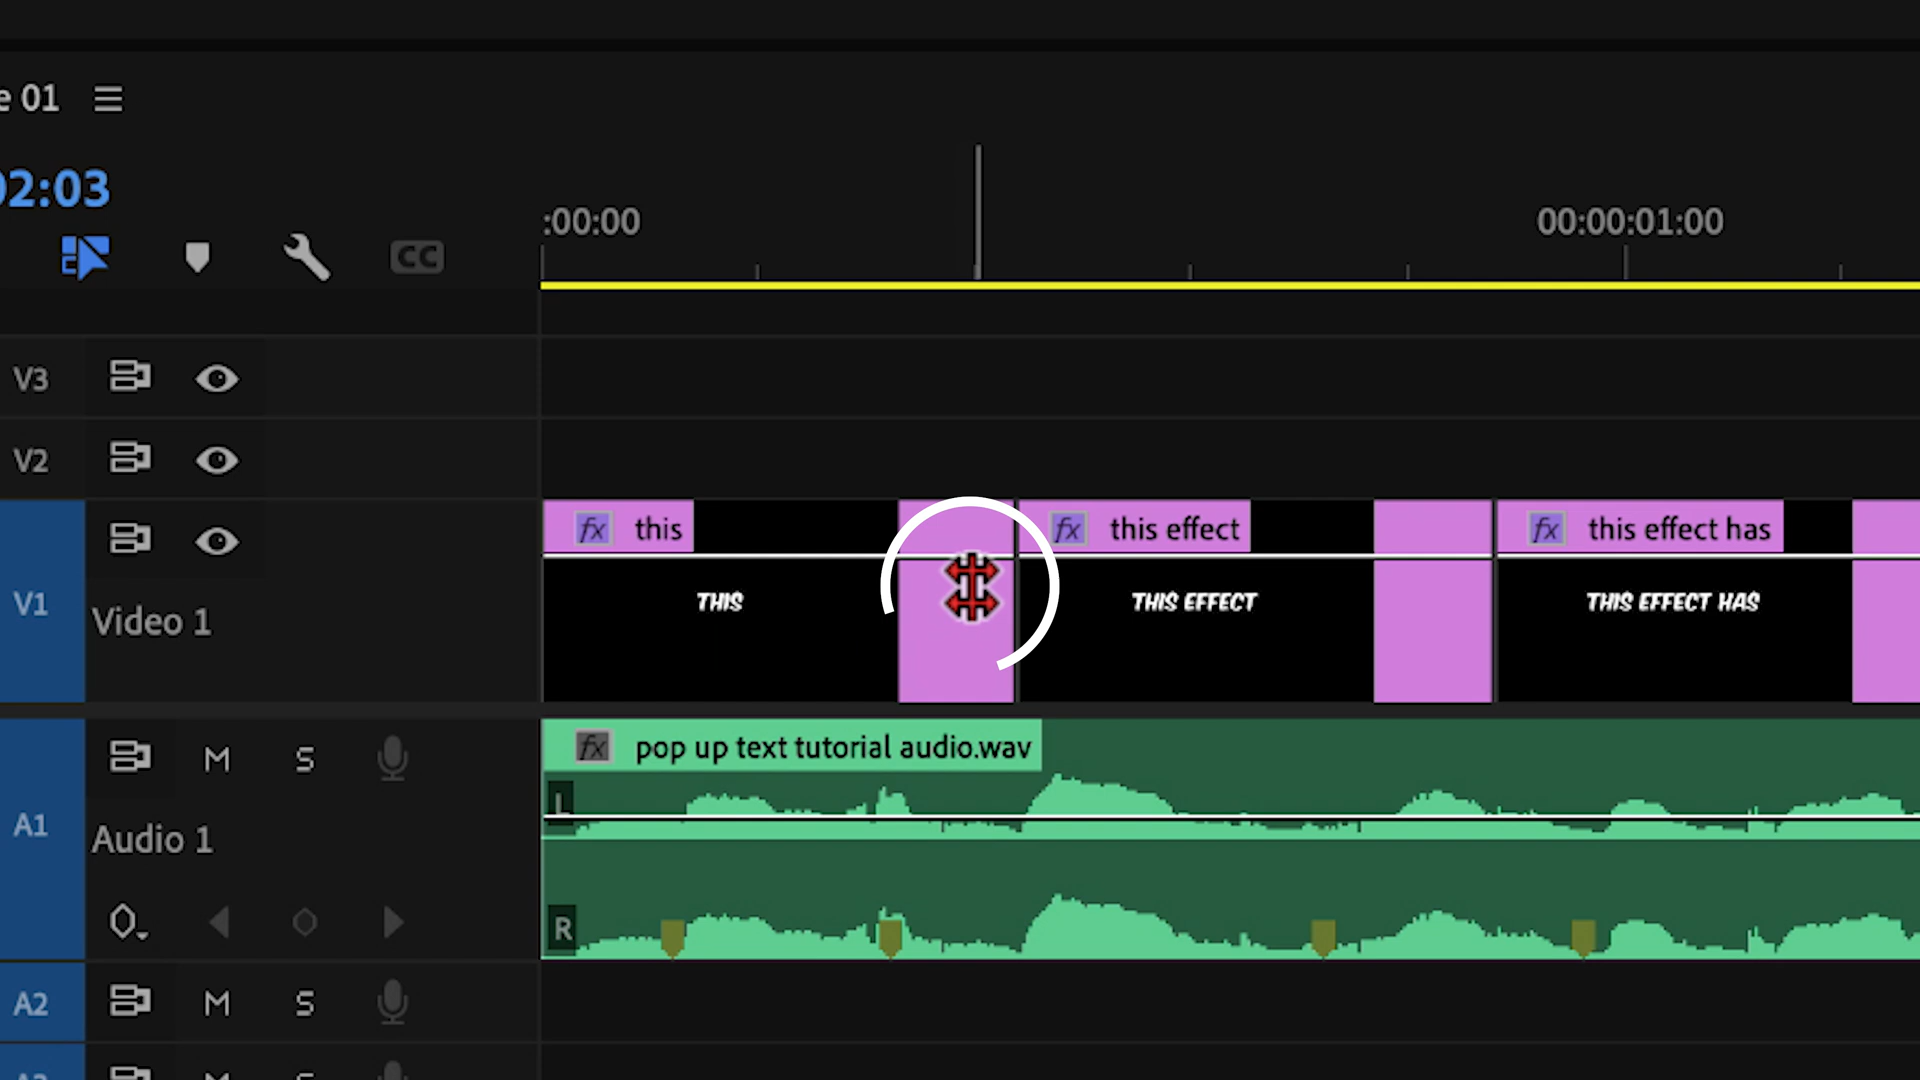 e 01
02:03
CC
:00:00
00:00:01:00
V3
V2
fx this
fx this effect
fx this effect has
V1
Video 1
THIS
THIS EFFECT
THIS EFFECT HAS
fx pop up text tutorial audio.wav
M S
L
A1
Audio 1
R
A2
M S